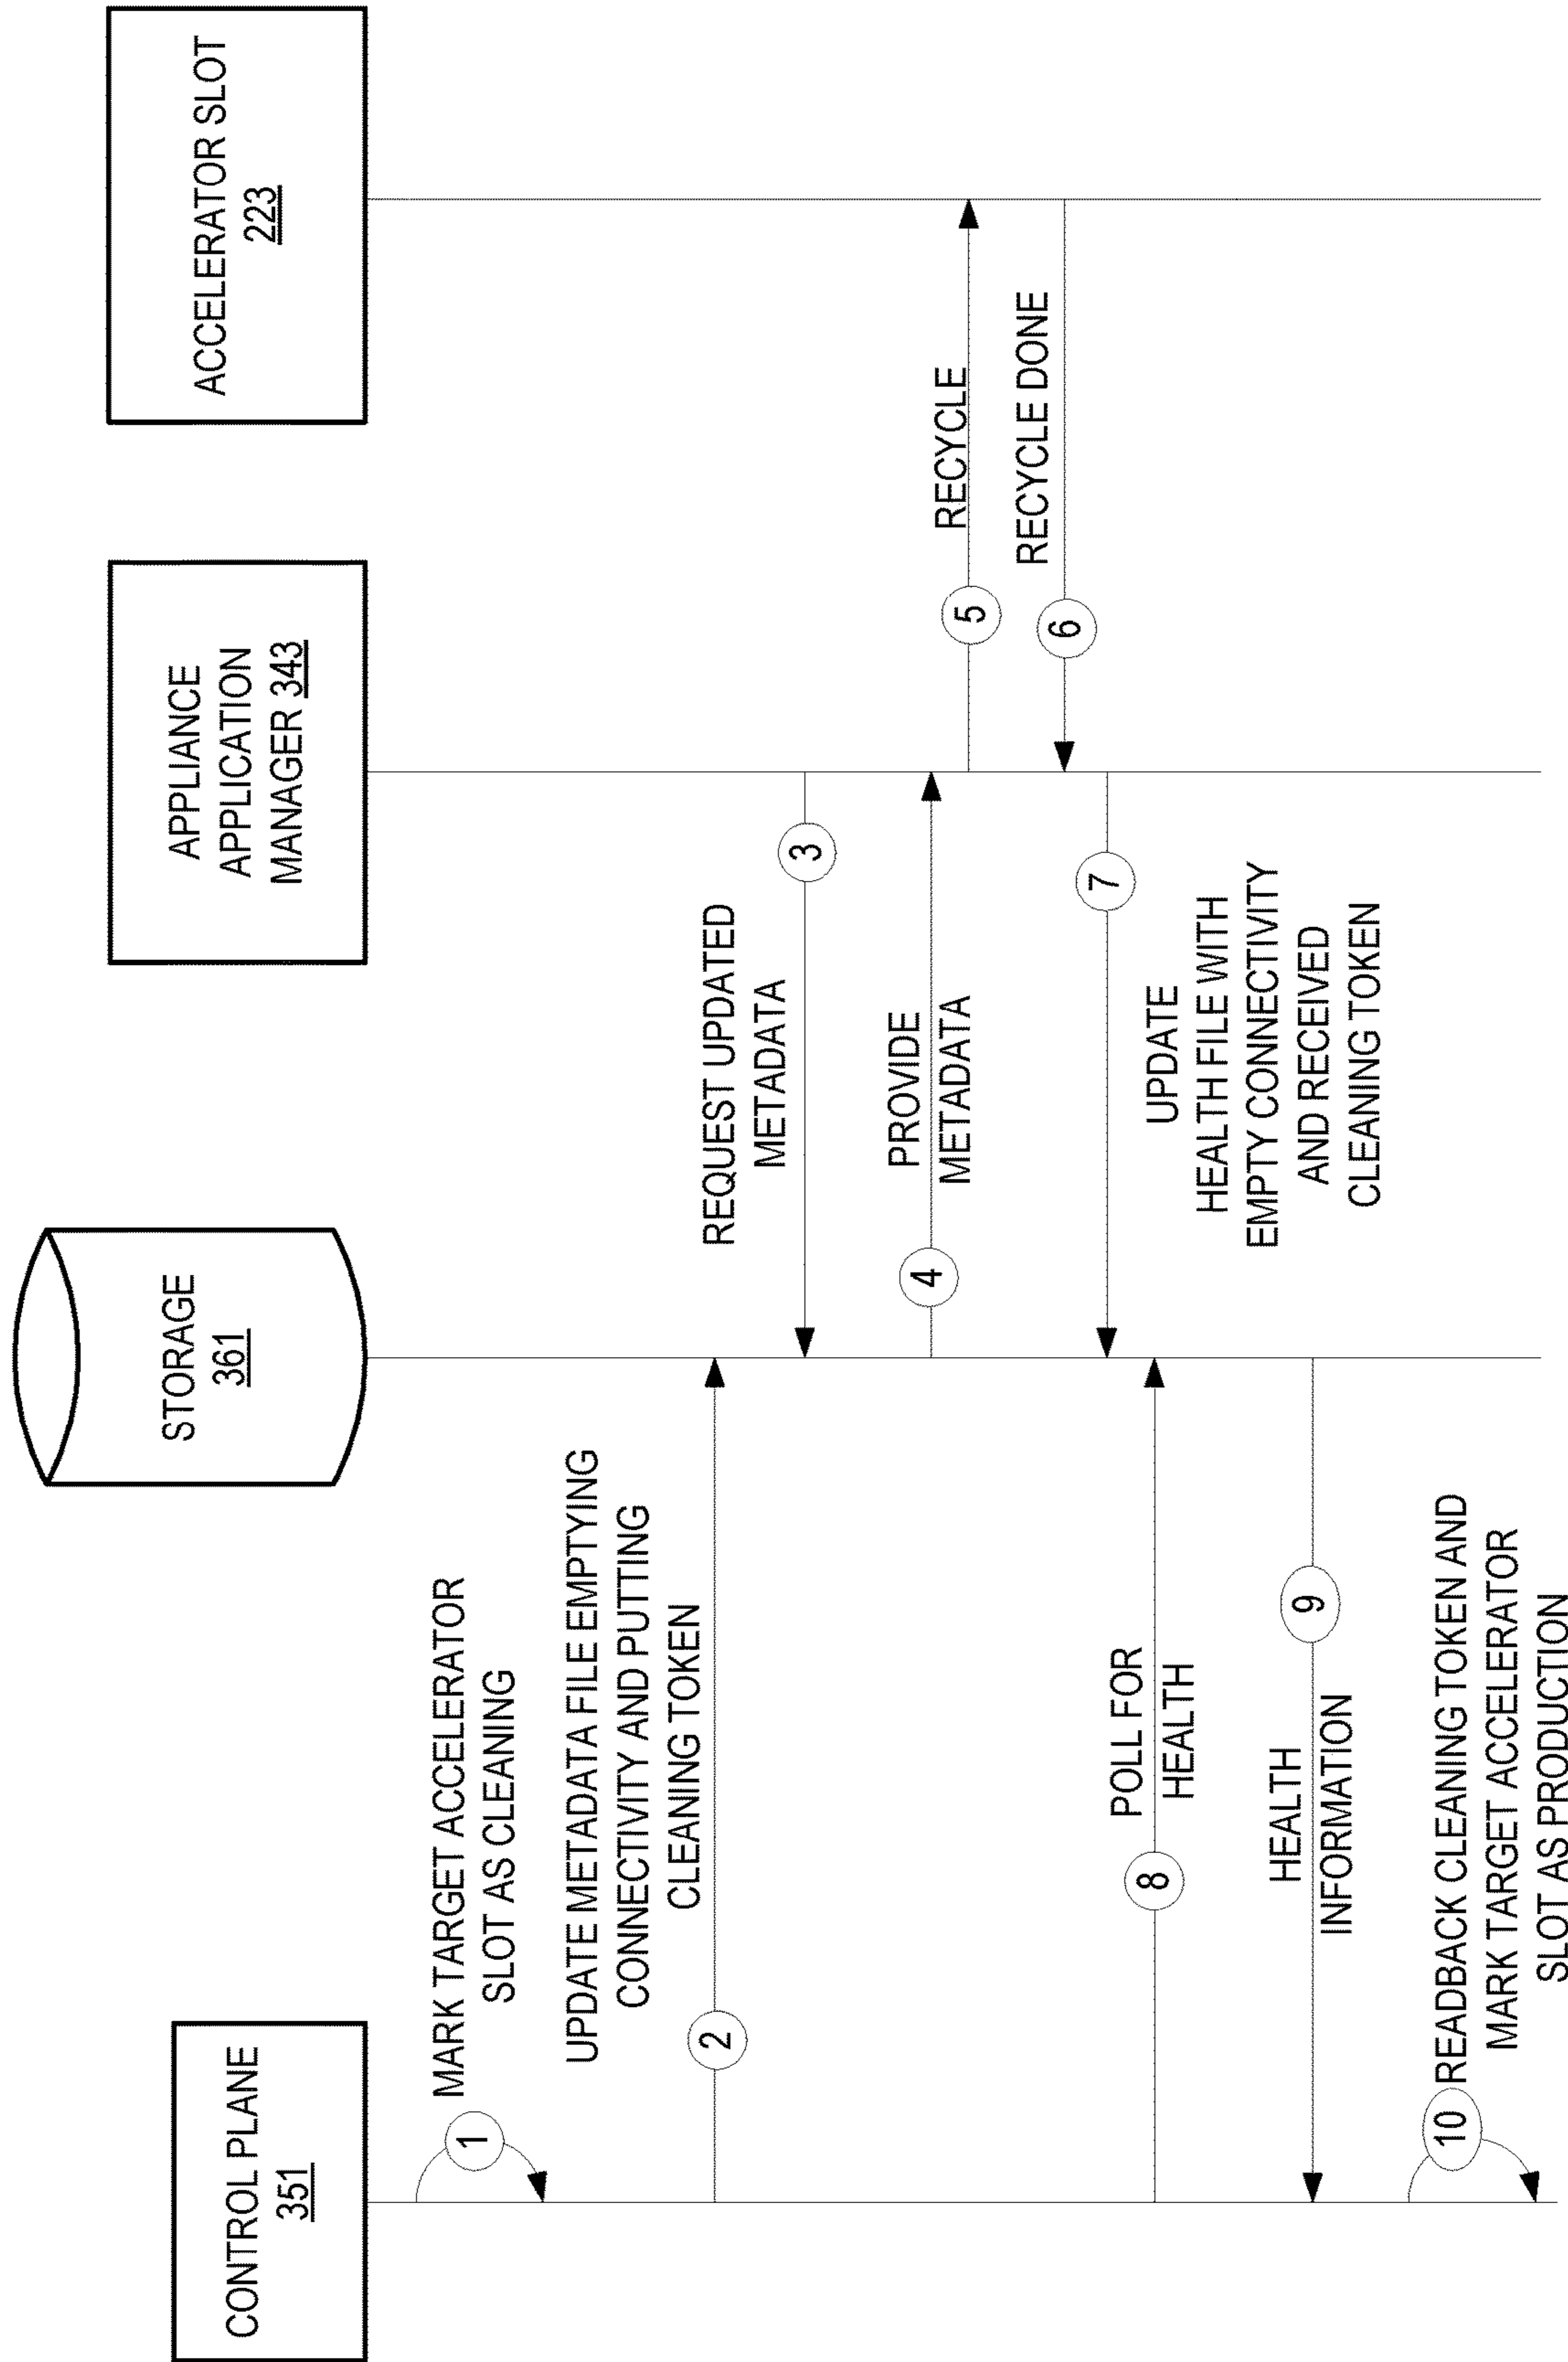 CONTROL PLANE
351
STORAGE
361
APPLIANCE
APPLICATION
MANAGER 343
ACCELERATOR SLOT
223
1
MARK TARGET ACCELERATOR
SLOT AS CLEANING
UPDATE METADATA FILE EMPTYING
CONNECTIVITY AND PUTTING
CLEANING TOKEN
2
REQUEST UPDATED
METADATA
3
PROVIDE
METADATA
4
RECYCLE
5
RECYCLE DONE
6
7
UPDATE
HEALTH FILE WITH
EMPTY CONNECTIVITY
AND RECEIVED
CLEANING TOKEN
POLL FOR
HEALTH
8
HEALTH
INFORMATION
9
10 READBACK CLEANING TOKEN AND
MARK TARGET ACCELERATOR
SLOT AS PRODUCTION